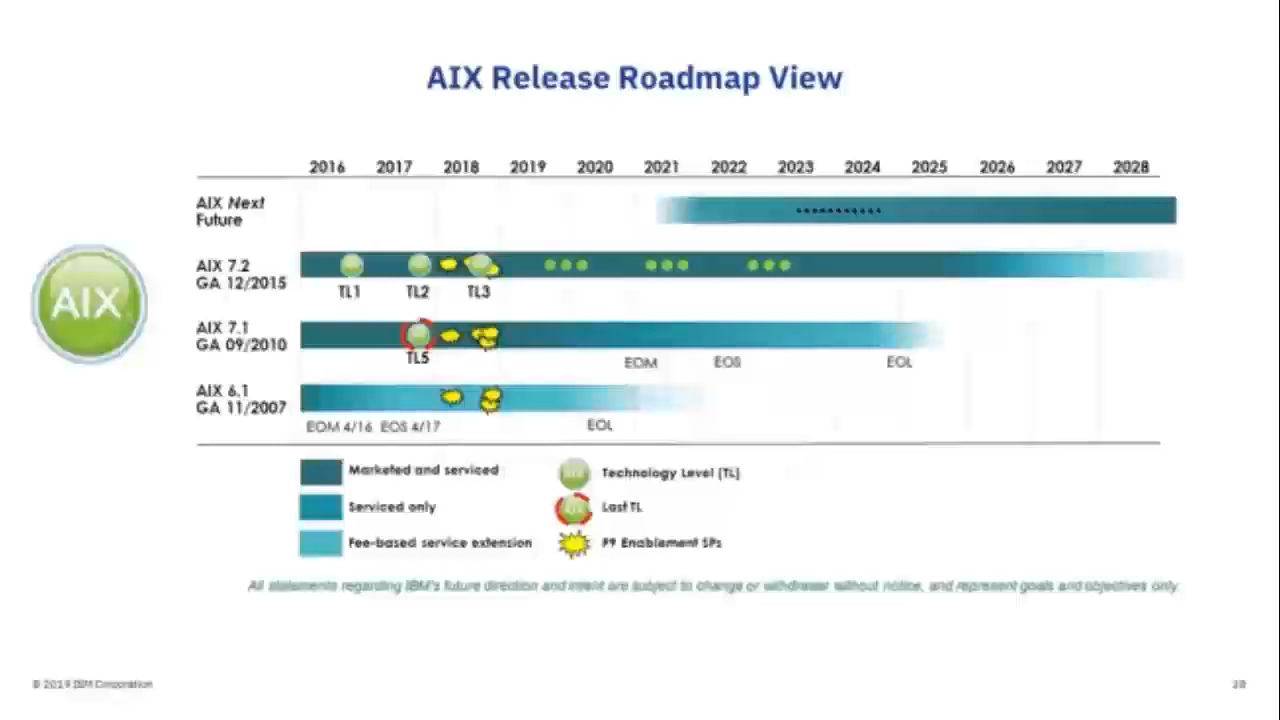 AIX Release Roadmap View
2016 2017 2018 2019 2020 2021 2022 2023 2024 2025 2026 2027 2028
AIX Next
Future
AIX 7.2
GA 12/2015
TL1 TL2 TL3
AIX
AIX 7.1
GA 09/2010
TL5
EOM EOS EOL
AIX 6.1
GA 11/2007
EOM 4/16 EOS 4/17 EOL
Marketed and serviced
Technology Level (TL)
Serviced only
Last TL
Fee-based service extension
P9 Enablement SPs
All statements regarding IBM's future direction and intent are subject to change or withdrawal without notice, and represent goals and objectives only.
© 2019 IBM Corporation